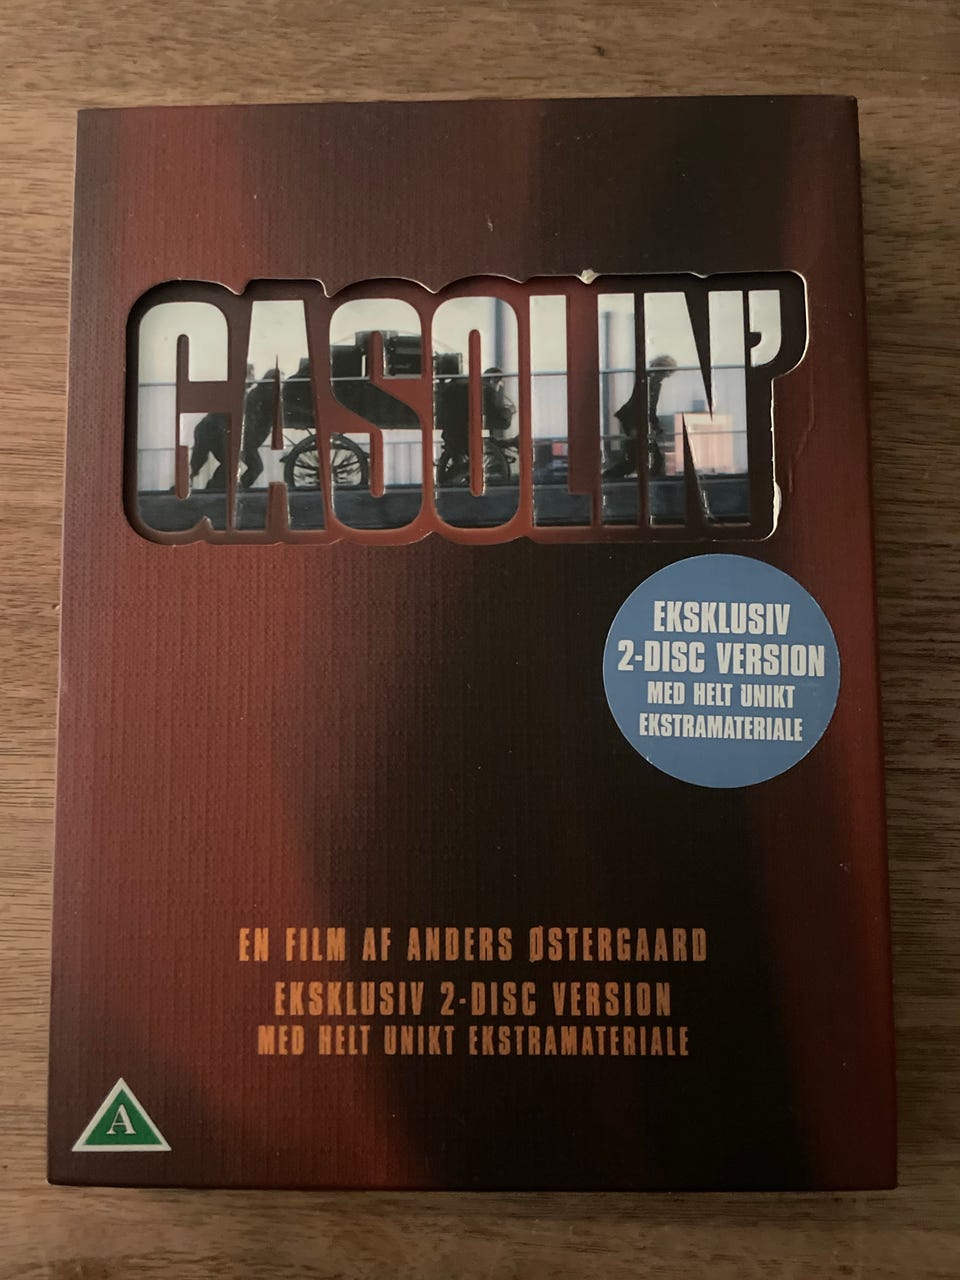 GASOLIN'
EKSKLUSIV
2-DISC VERSION
MED HELT UNIKT
EKSTRAMATERIALE
EN FILM AF ANDERS ØSTERGAARD
EKSKLUSIV 2-DISC VERSION
MED HELT UNIKT EKSTRAMATERIALE
A